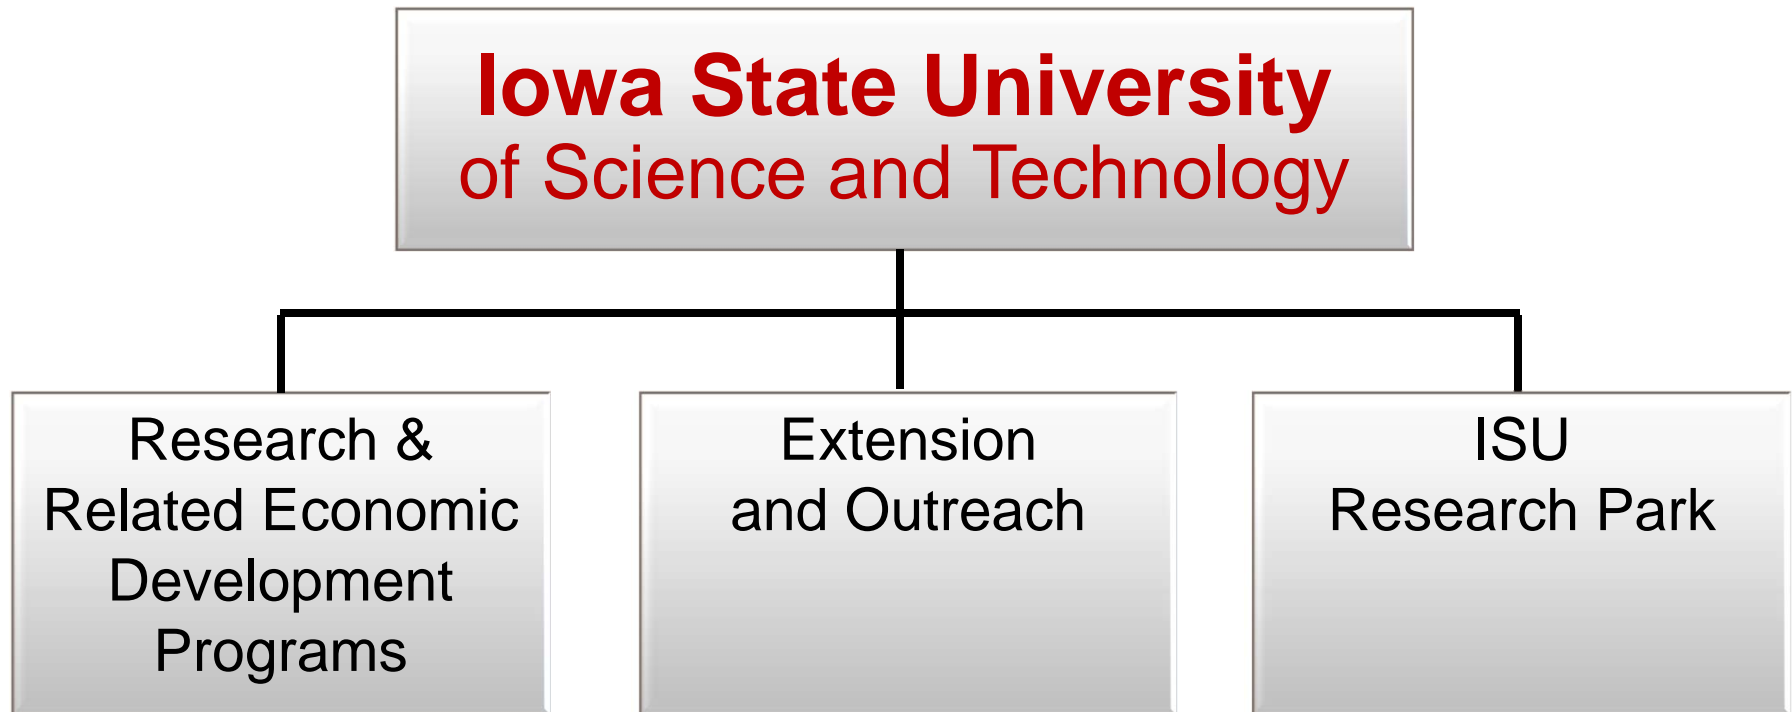 Iowa State University
of Science and Technology
Research &
Related Economic
Development
Programs
Extension
and Outreach
ISU
Research Park